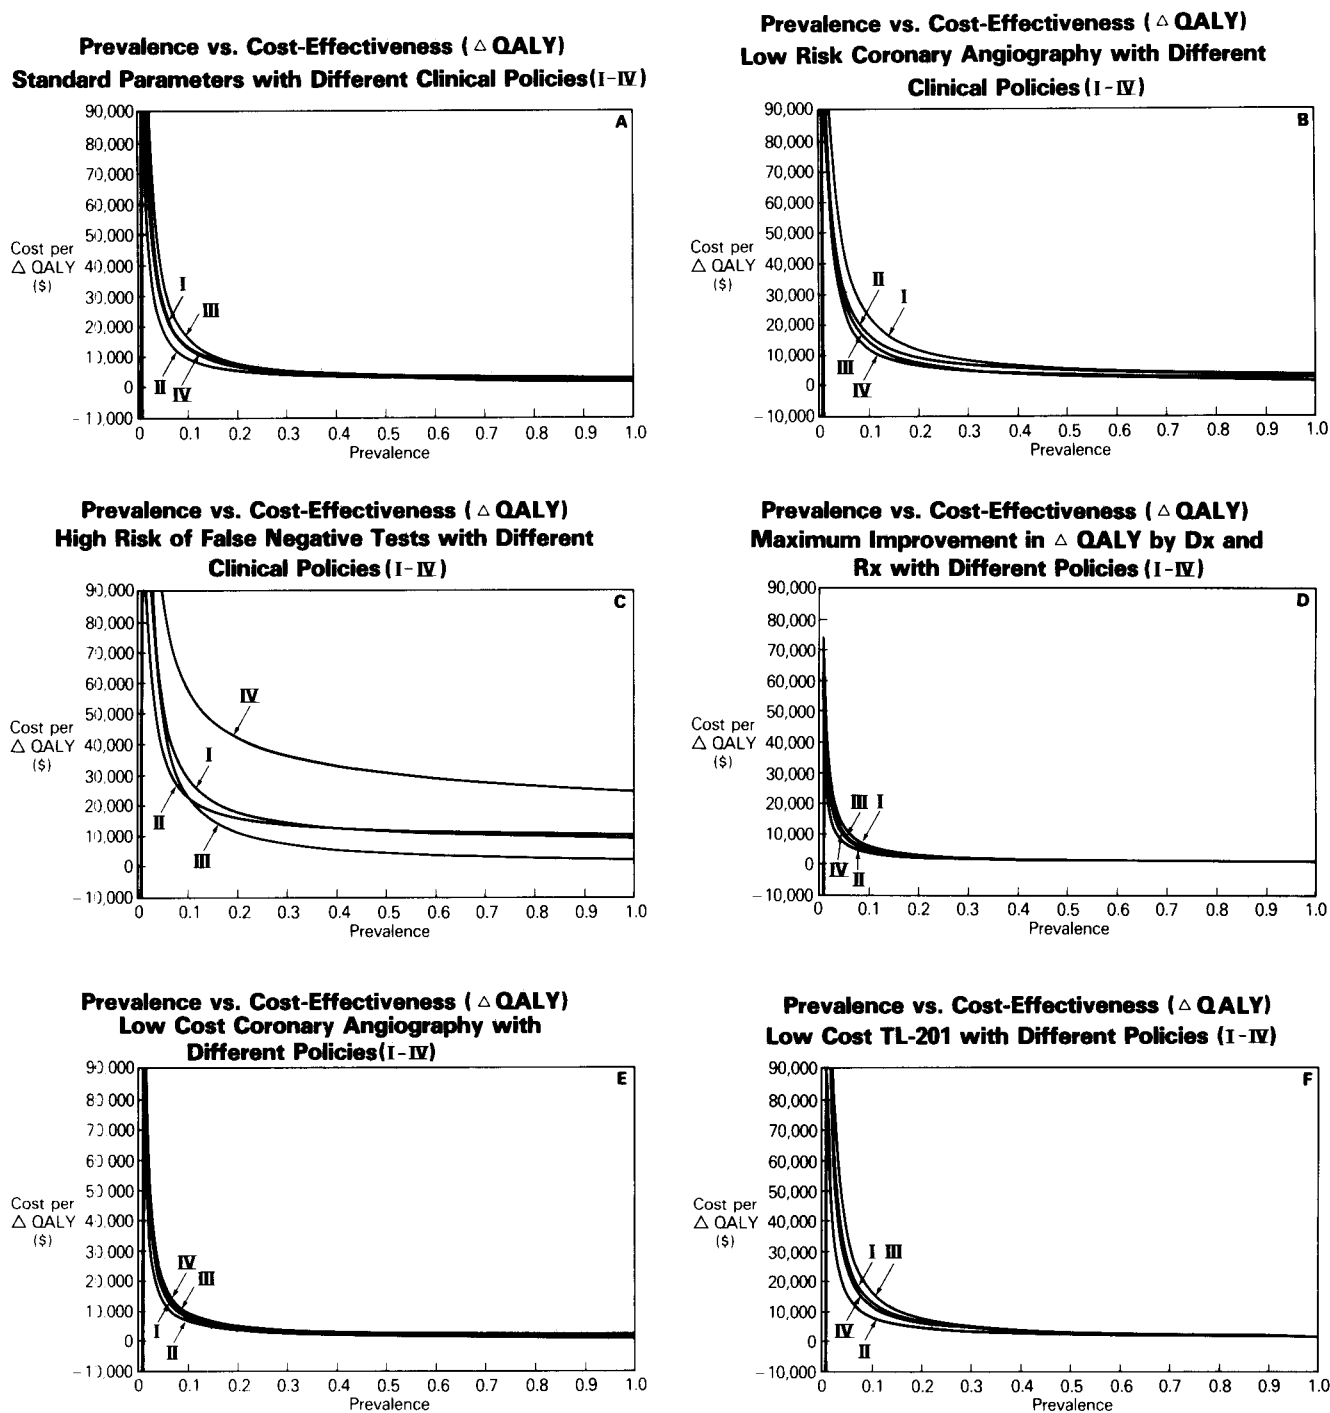 Prevalence vs. Cost-Effectiveness (△ QALY)
Standard Parameters with Different Clinical Policies(I-IV)
A
90,000
80,000
70,000
60,000
50,000
40,000
30,000
20,000
10,000
0
-10,000
Cost per
△ QALY
($)
I
III
II
IV
0 0.1 0.2 0.3 0.4 0.5 0.6 0.7 0.8 0.9 1.0
Prevalence
Prevalence vs. Cost-Effectiveness (△ QALY)
Low Risk Coronary Angiography with Different
Clinical Policies (I-IV)
B
90,000
80,000
70,000
60,000
50,000
40,000
30,000
20,000
10,000
0
-10,000
Cost per
△ QALY
($)
II
I
III
IV
0 0.1 0.2 0.3 0.4 0.5 0.6 0.7 0.8 0.9 1.0
Prevalence
Prevalence vs. Cost-Effectiveness (△ QALY)
High Risk of False Negative Tests with Different
Clinical Policies (I-IV)
C
90,000
80,000
70,000
60,000
50,000
40,000
30,000
20,000
10,000
0
-10,000
Cost per
△ QALY
($)
IV
I
II
III
0 0.1 0.2 0.3 0.4 0.5 0.6 0.7 0.8 0.9 1.0
Prevalence
Prevalence vs. Cost-Effectiveness (△ QALY)
Maximum Improvement in △ QALY by Dx and
Rx with Different Policies (I-IV)
D
90,000
80,000
70,000
60,000
50,000
40,000
30,000
20,000
10,000
0
-10,000
Cost per
△ QALY
($)
III I
IV
II
0 0.1 0.2 0.3 0.4 0.5 0.6 0.7 0.8 0.9 1.0
Prevalence
Prevalence vs. Cost-Effectiveness (△ QALY)
Low Cost Coronary Angiography with
Different Policies(I-IV)
E
90 000
80 000
70 000
60 000
50 000
40 000
30 000
20 000
10 000
0
-10 000
Cost per
△ QALY
($)
IV
III
I
II
0 0.1 0.2 0.3 0.4 0.5 0.6 0.7 0.8 0.9 1.0
Prevalence
Prevalence vs. Cost-Effectiveness (△ QALY)
Low Cost TL-201 with Different Policies (I-IV)
F
90,000
80,000
70,000
60,000
50,000
40,000
30,000
20,000
10,000
0
-10,000
Cost per
△ QALY
($)
I III
IV
II
0 0.1 0.2 0.3 0.4 0.5 0.6 0.7 0.8 0.9 1.0
Prevalence